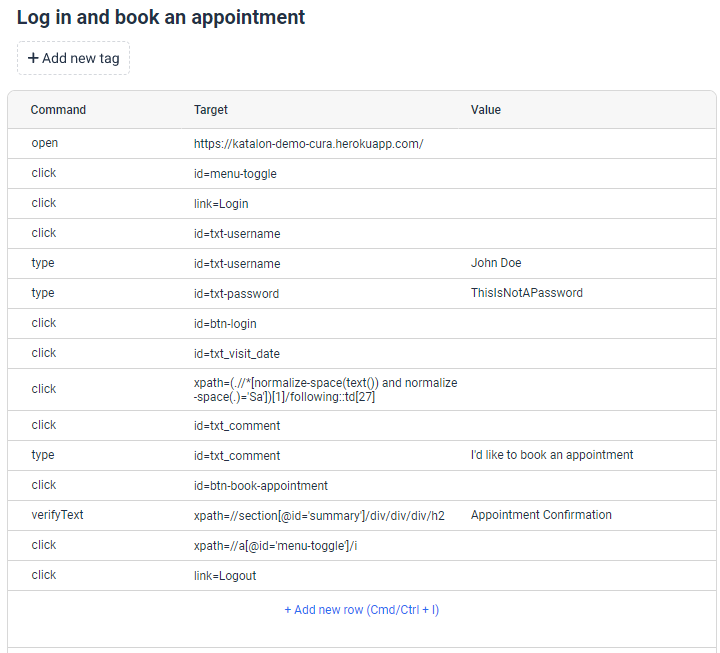 Log in and book an appointment
+ Add new tag
Command Target Value
open https://katalon-demo-cura.herokuapp.com/
click id=menu-toggle
click link=Login
click id=txt-username
type id=txt-username John Doe
type id=txt-password ThisIsNotAPassword
click id=btn-login
click id=txt_visit_date
click xpath=(.//*[normalize-space(text()) and normalize
-space(.)='Sa'])[1]/following::td[27]
click id=txt_comment
type id=txt_comment I'd like to book an appointment
click id=btn-book-appointment
verifyText xpath=//section[@id='summary']/div/div/div/h2 Appointment Confirmation
click xpath=//a[@id='menu-toggle']/i
click link=Logout
+ Add new row (Cmd/Ctrl + I)